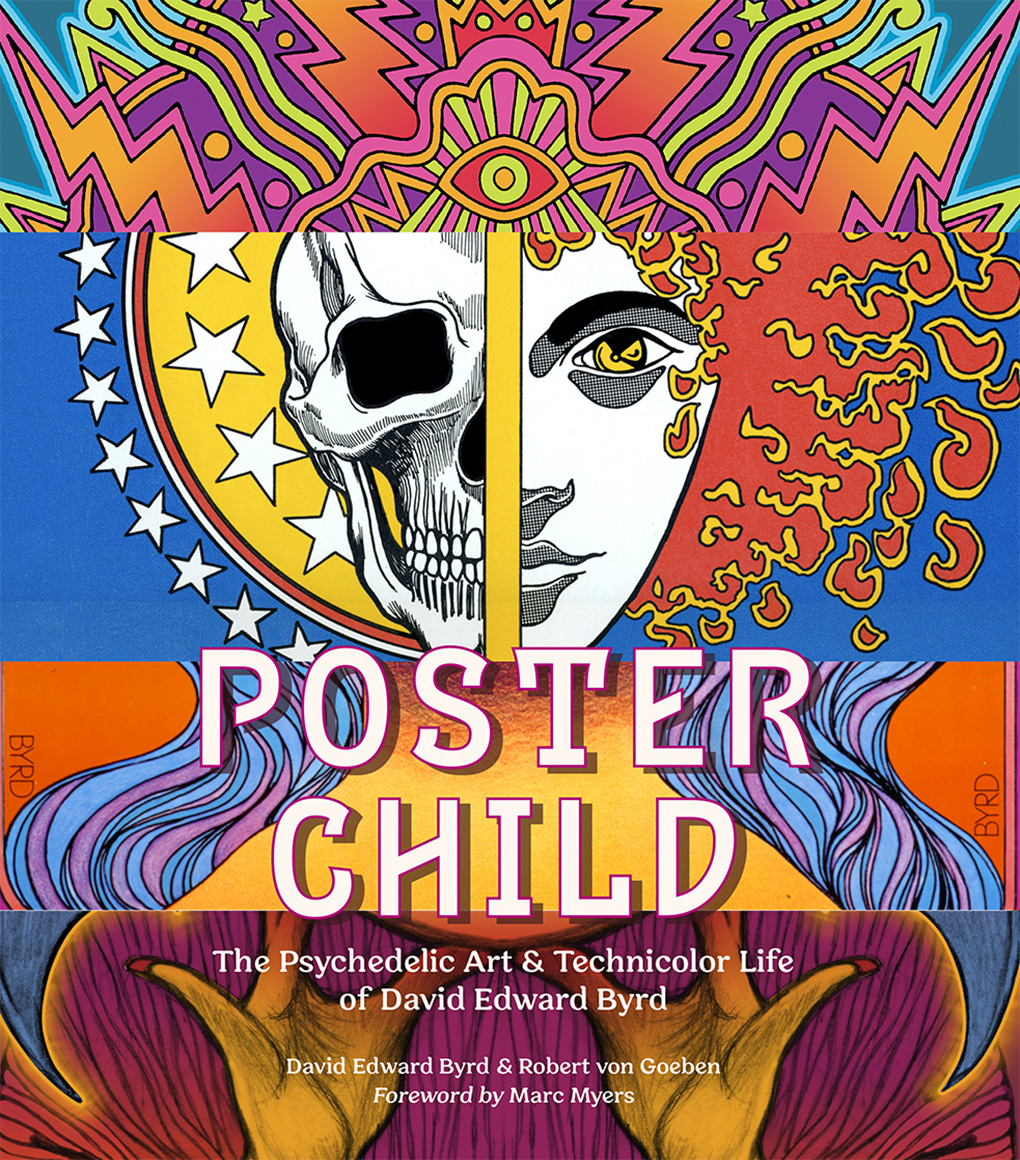 POSTER
BYRD
BYRD
CHILD
The Psychedelic Art & Technicolor Life
of David Edward Byrd
David Edward Byrd & Robert von Goeben
Foreword by Marc Myers